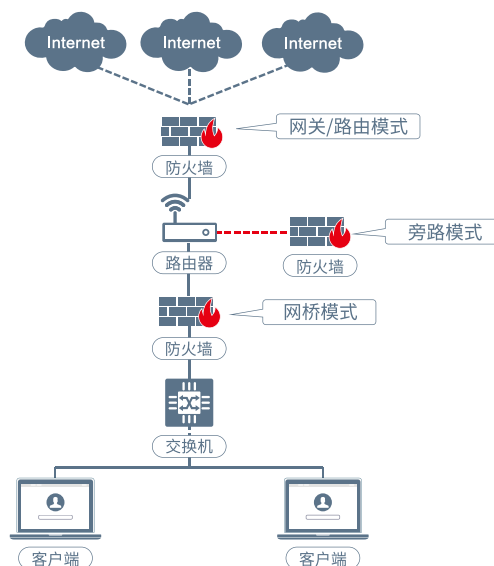 Internet
Internet
Internet
网关/路由模式
防火墙
旁路模式
路由器
防火墙
网桥模式
防火墙
交换机
客户端
客户端